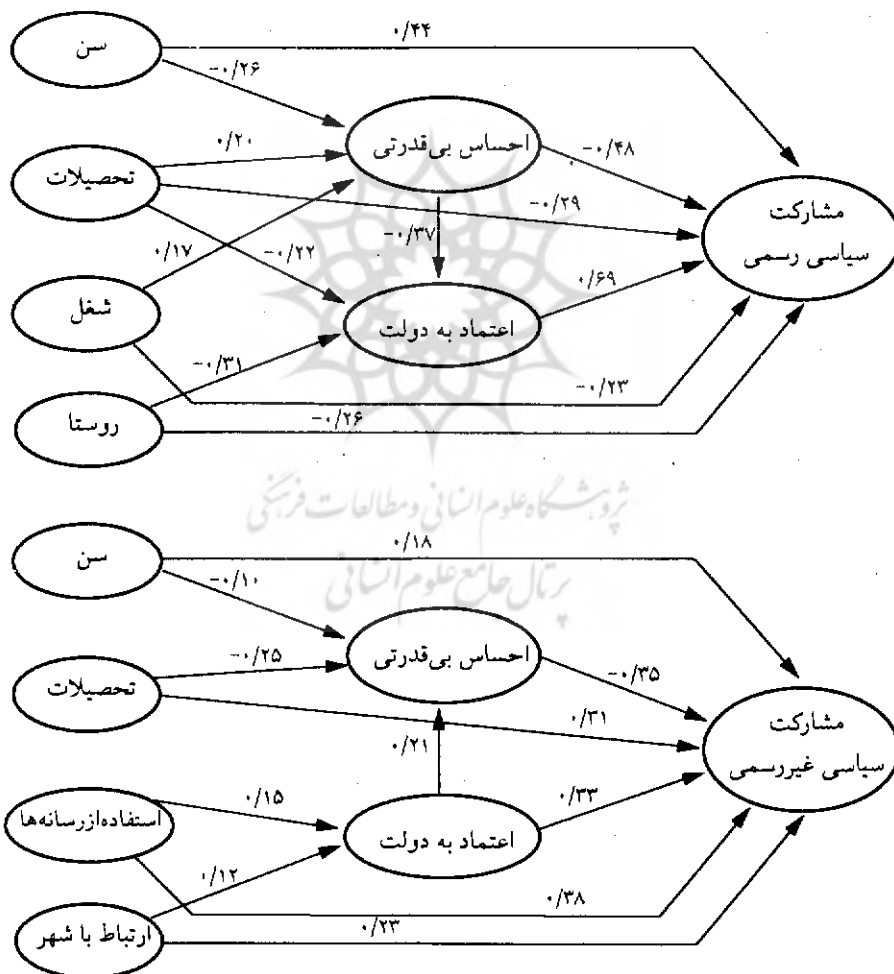 سن
۰/۴۴
-۰/۲۶
احساس بی‌قدرتی
۰/۲۰
-۰/۴۸
تحصیلات
مشارکت
سیاسی رسمی
-۰/۲۹
-۰/۳۷
۰/۱۷
-۰/۲۲
۰/۶۹
شغل
اعتماد به دولت
-۰/۳۱
-۰/۲۳
روستا
-۰/۲۶
پژوهشگاه علوم انسانی و مطالعات فرهنگی
پرتال جامع علوم انسانی
سن
۰/۱۸
-۰/۱۰
احساس بی‌قدرتی
-۰/۲۵
-۰/۳۵
تحصیلات
مشارکت
سیاسی غیررسمی
۰/۳۱
۰/۲۱
۰/۱۵
۰/۳۳
استفاده از رسانه‌ها
اعتماد به دولت
۰/۱۲
۰/۳۸
ارتباط با شهر
۰/۲۳